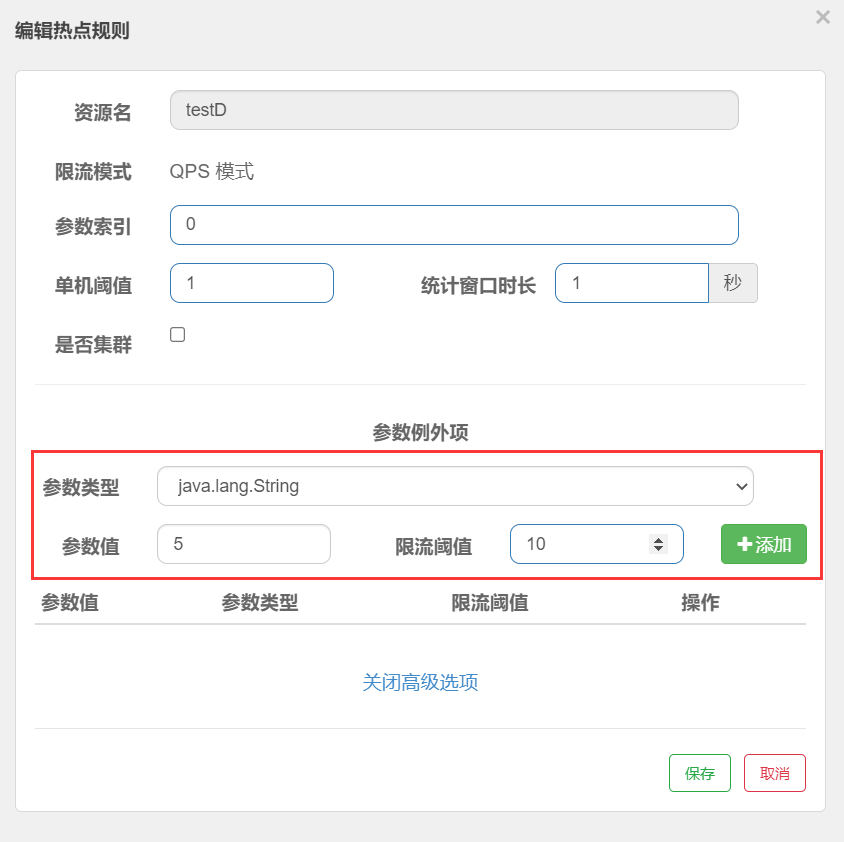 编辑热点规则 ×
资源名 testD
限流模式 QPS 模式
参数索引 0
单机阈值 1 统计窗口时长 1 秒
是否集群
参数例外项
参数类型 java.lang.String
参数值 5 限流阈值 10 添加
参数值 参数类型 限流阈值 操作
关闭高级选项
保存 取消